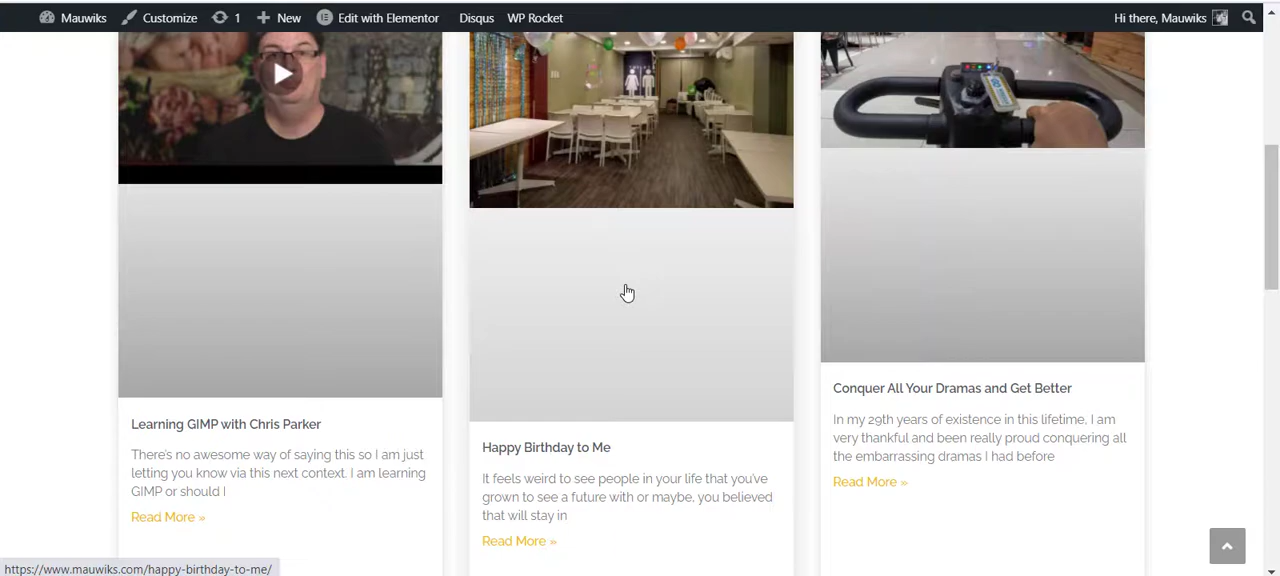 Mauwiks
Customize
1
New
Edit with Elementor
Disqus
WP Rocket
Hi there, Mauwiks
Learning GIMP with Chris Parker
There's no awesome way of saying this so I am just
letting you know via this next context. I am learning
GIMP or should I
Read More »
Happy Birthday to Me
It feels weird to see people in your life that you've
grown to see a future with or maybe, you believed
that will stay in
Read More »
Conquer All Your Dramas and Get Better
In my 29th years of existence in this lifetime, I am
very thankful and been really proud conquering all
the embarrassing dramas I had before
Read More »
https://www.mauwiks.com/happy-birthday-to-me/